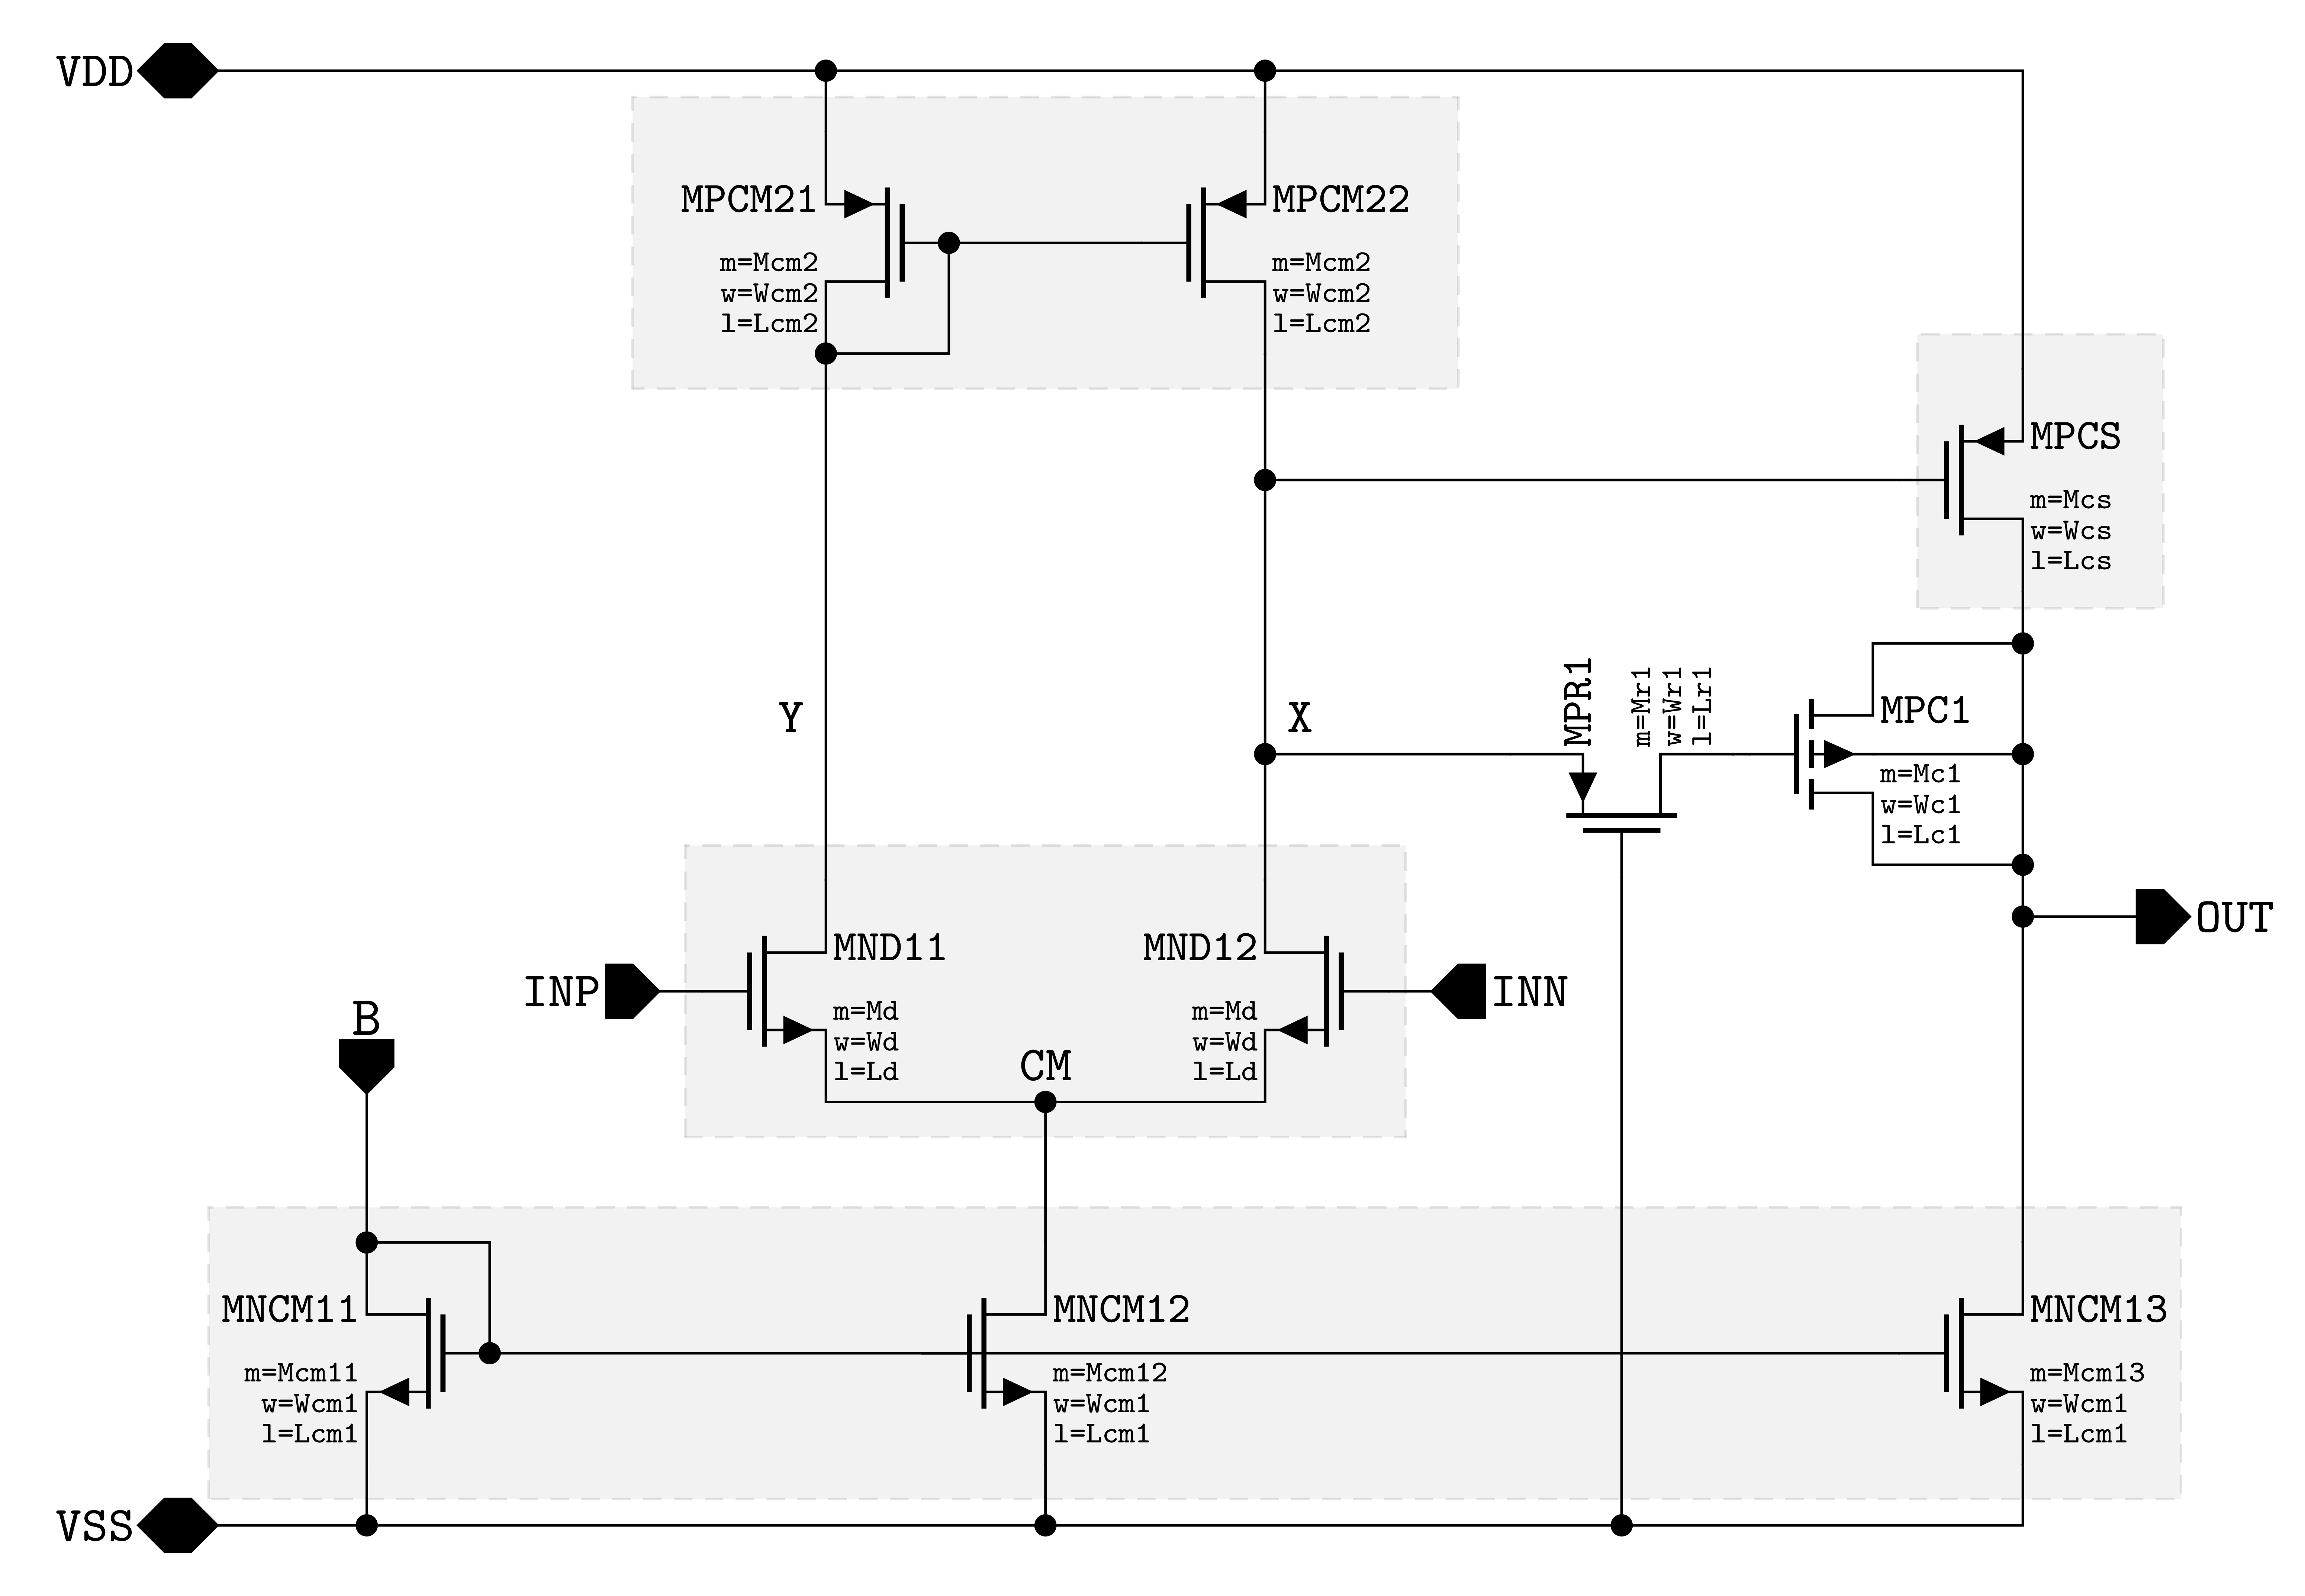 VDD
MPCM21
m=Mcm2
w=Wcm2
l=Lcm2
MPCM22
m=Mcm2
w=Wcm2
l=Lcm2
MPCS
m=Mcs
w=Wcs
l=Lcs
Y
X
MPR1
m=Mr1
w=Wr1
l=Lr1
MPC1
m=Mc1
w=Wc1
l=Lc1
OUT
INP
MND11
m=Md
w=Wd
l=Ld
MND12
m=Md
w=Wd
l=Ld
INN
B
CM
MNCM11
m=Mcm11
w=Wcm1
l=Lcm1
MNCM12
m=Mcm12
w=Wcm1
l=Lcm1
MNCM13
m=Mcm13
w=Wcm1
l=Lcm1
VSS